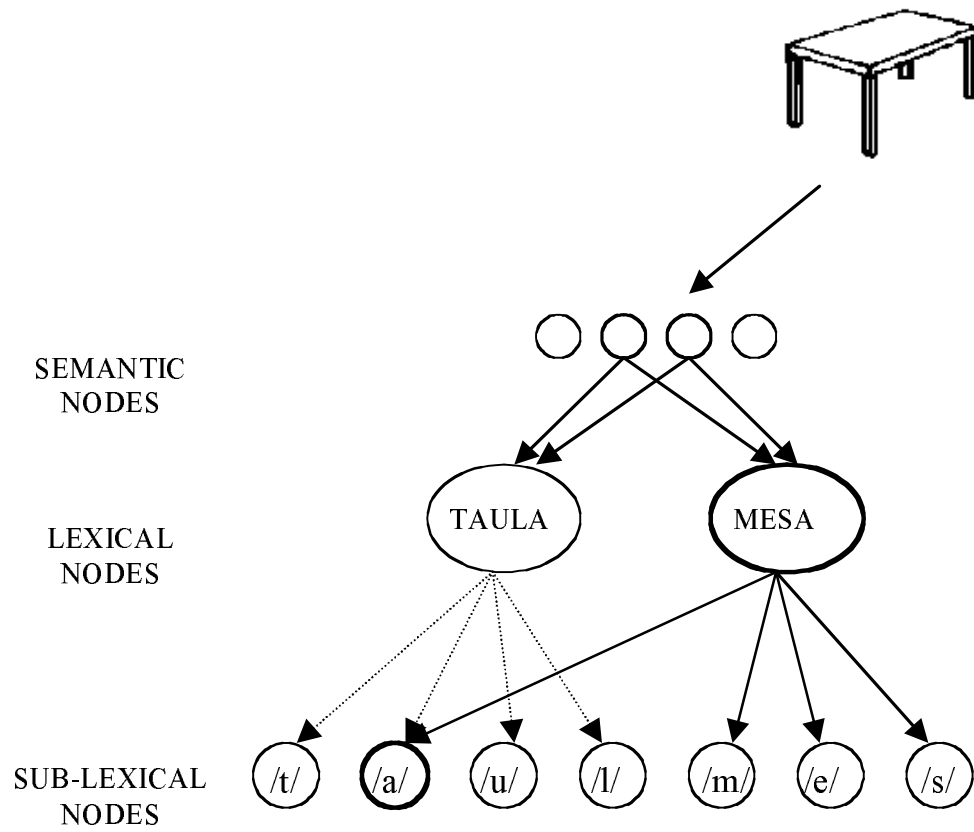 SEMANTIC
NODES
TAULA
MESA
LEXICAL
NODES
/t/ /a/ /u/ /l/ /m/ /e/ /s/
SUB-LEXICAL
NODES